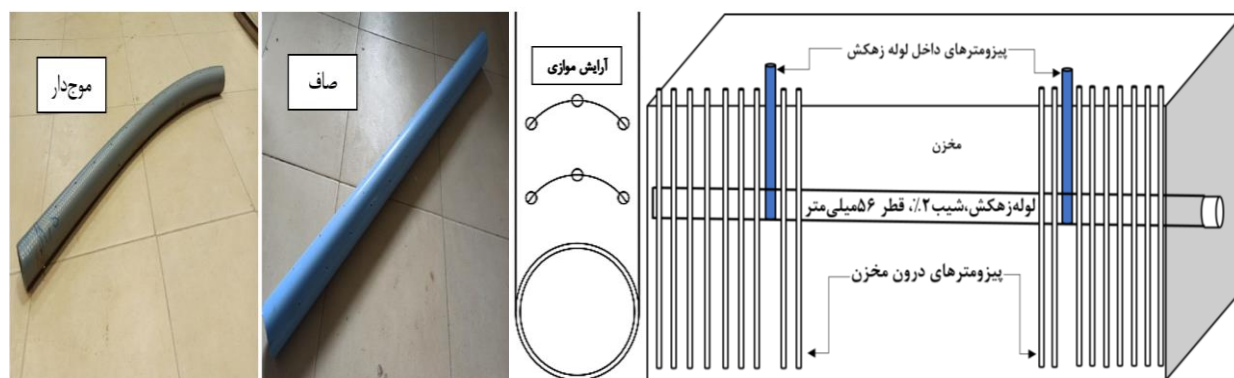 موج‌دار
صاف
آرایش موازی
پیزومترهای داخل لوله زهکش
مخزن
لوله‌زهکش،شیب۲٪، قطر ۵۶میلی‌متر
پیزومترهای درون مخزن